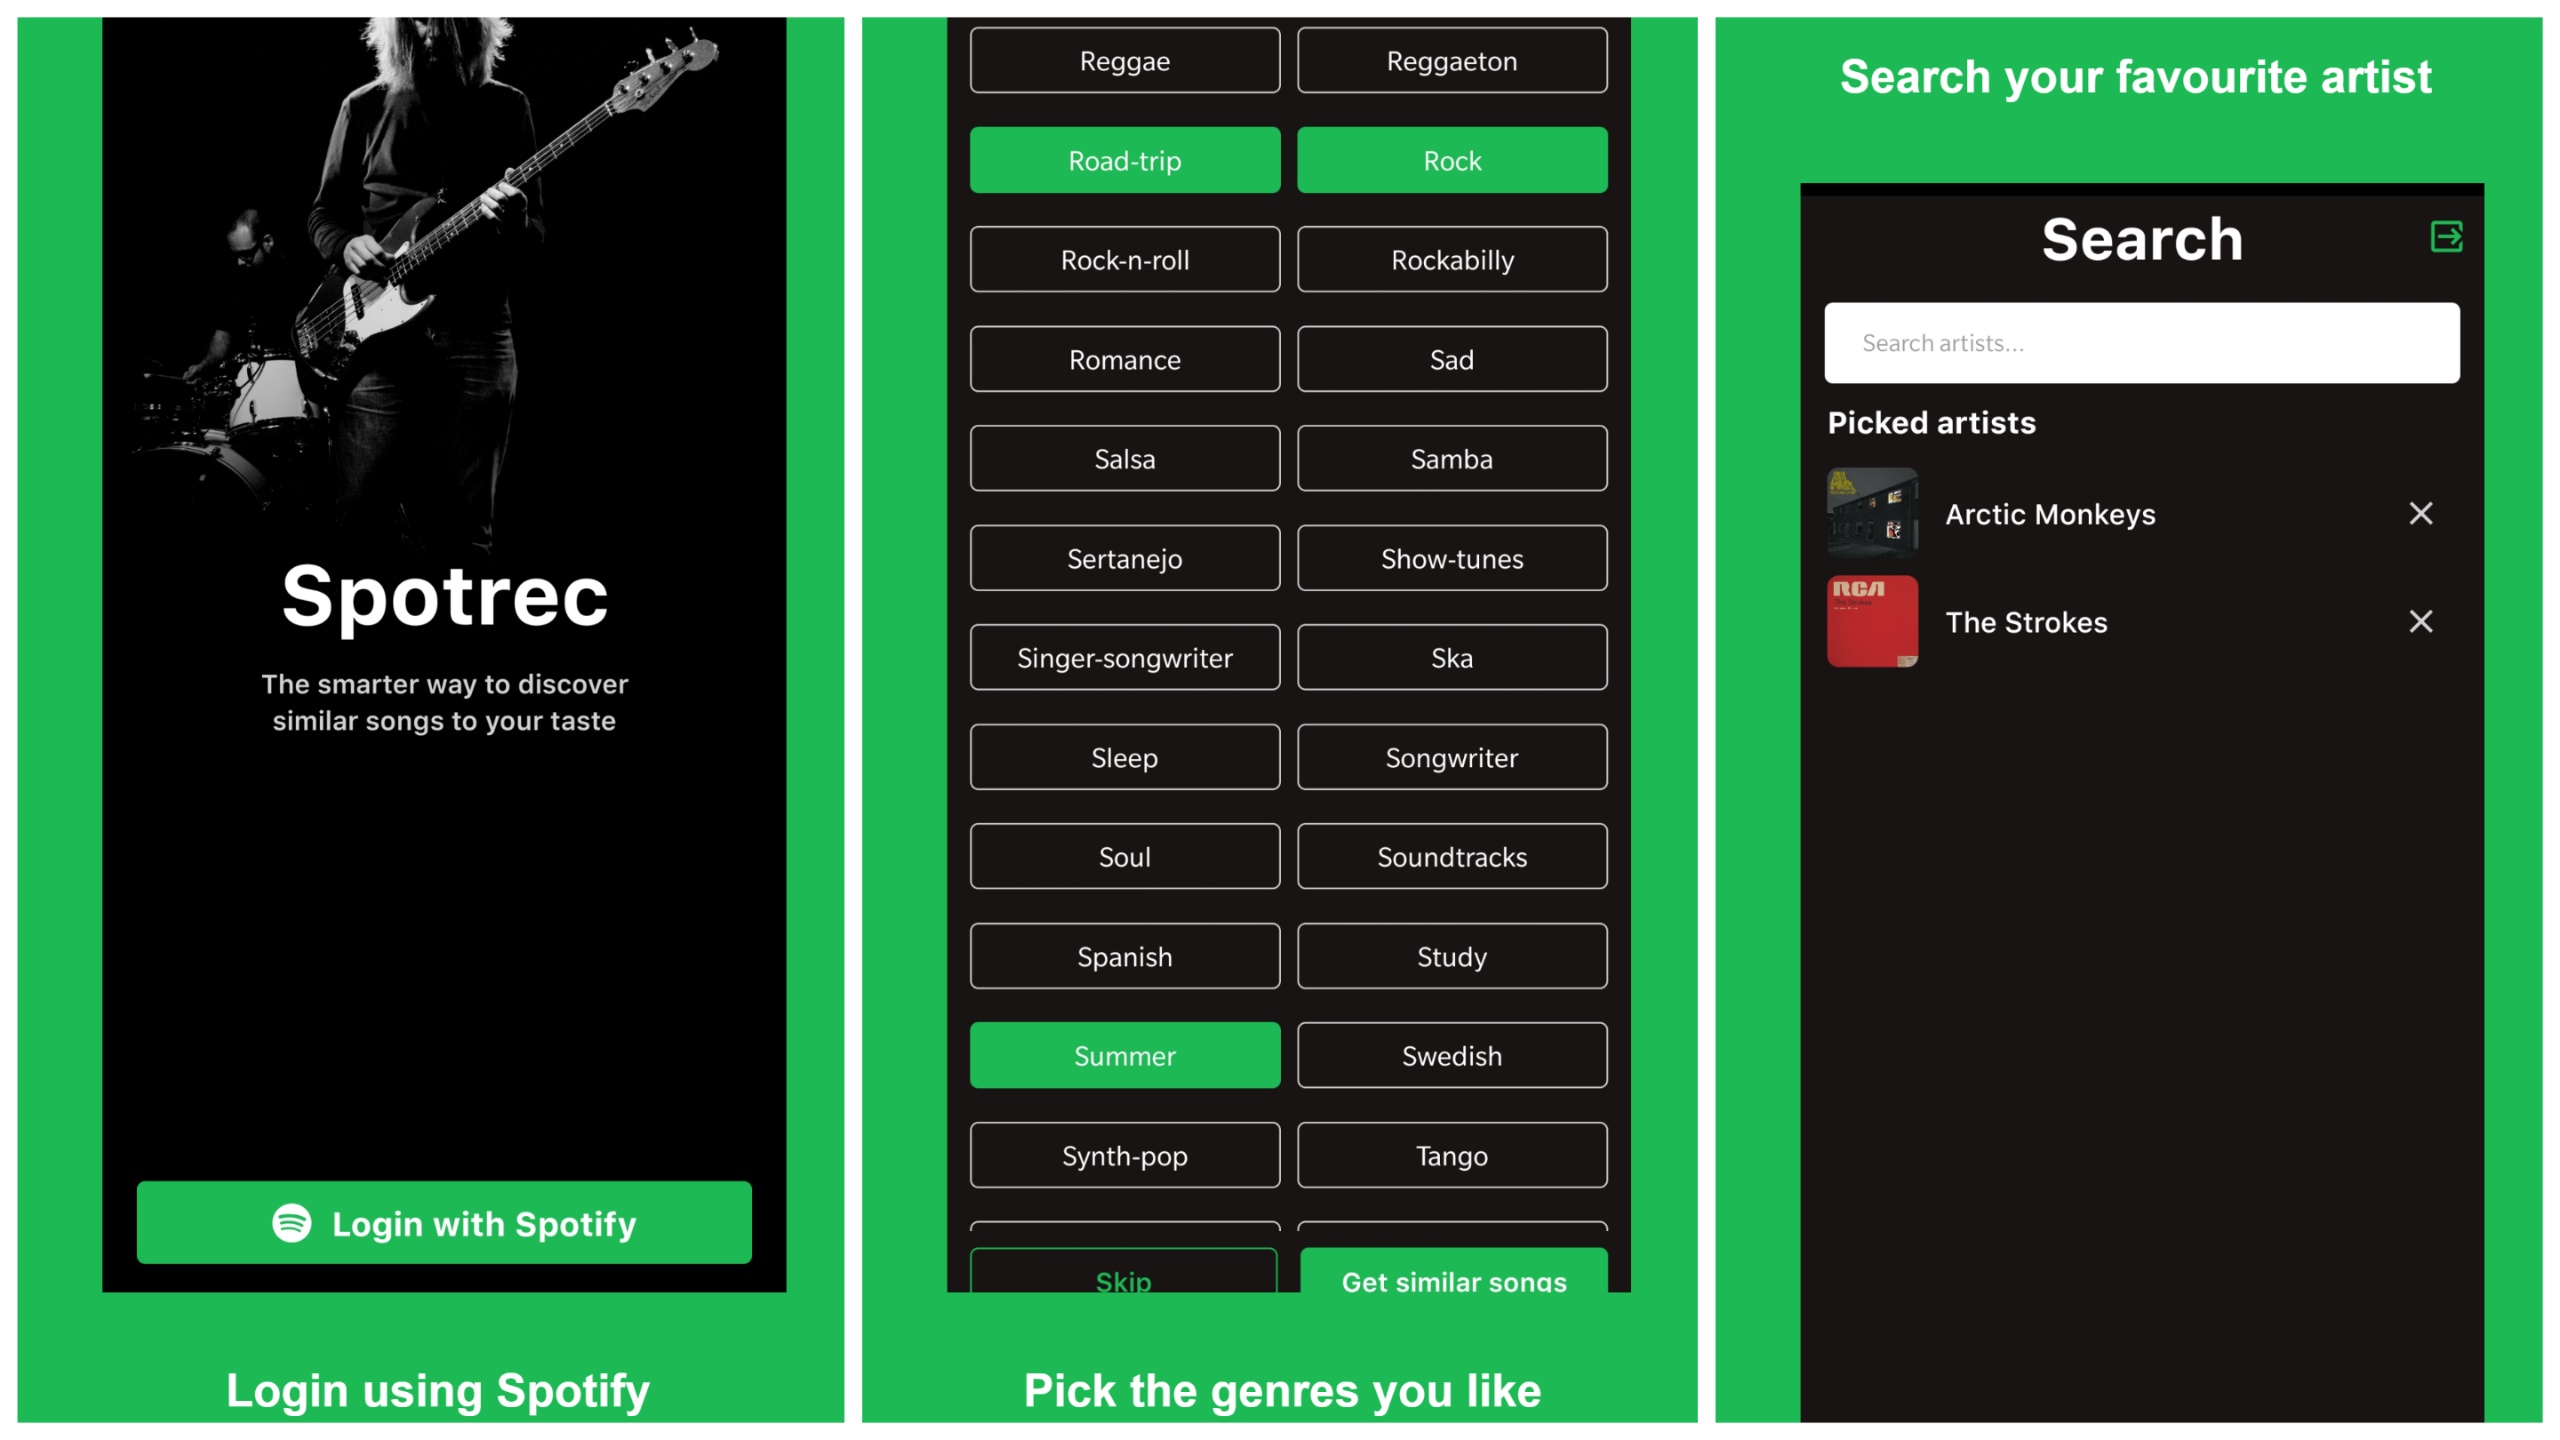 Spotrec
The smarter way to discover
similar songs to your taste
Login with Spotify
Login using Spotify
Reggae
Reggaeton
Road-trip
Rock
Rock-n-roll
Rockabilly
Romance
Sad
Salsa
Samba
Sertanejo
Show-tunes
Singer-songwriter
Ska
Sleep
Songwriter
Soul
Soundtracks
Spanish
Study
Summer
Swedish
Synth-pop
Tango
Skip
Get similar songs
Pick the genres you like
Search your favourite artist
Search
Search artists...
Picked artists
Arctic Monkeys
RCA
The Strokes
The Strokes